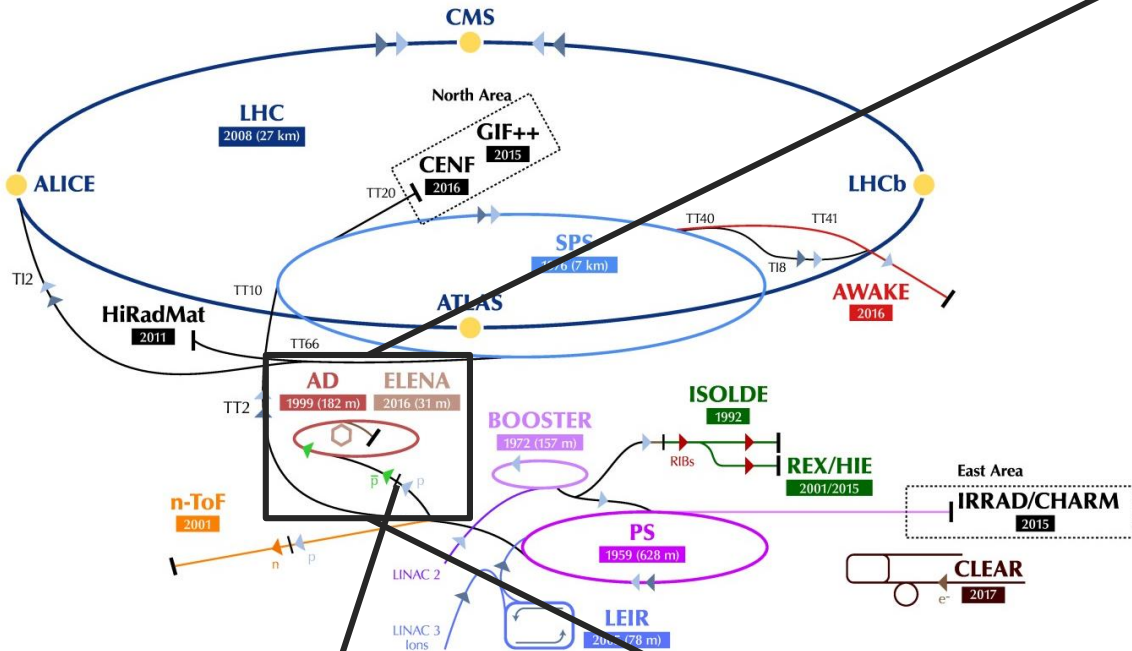 CMS
North Area
LHC
2008 (27 km)
GIF++
2015
CENF
2016
TT20
ALICE
LHCb
TT40
TT41
SPS
1976 (7 km)
TI8
TI2
TT10
AWAKE
2016
ATLAS
HiRadMat
2011
TT66
AD
1999 (182 m)
ELENA
2016 (31 m)
TT2
ISOLDE
1992
BOOSTER
1972 (157 m)
RIBs
REX/HIE
2001/2015
East Area
p̅
p
n-ToF
2001
IRRAD/CHARM
2015
PS
1959 (628 m)
n
p
LINAC 2
CLEAR
2017
e-
LINAC 3
Ions
LEIR
(78 m)